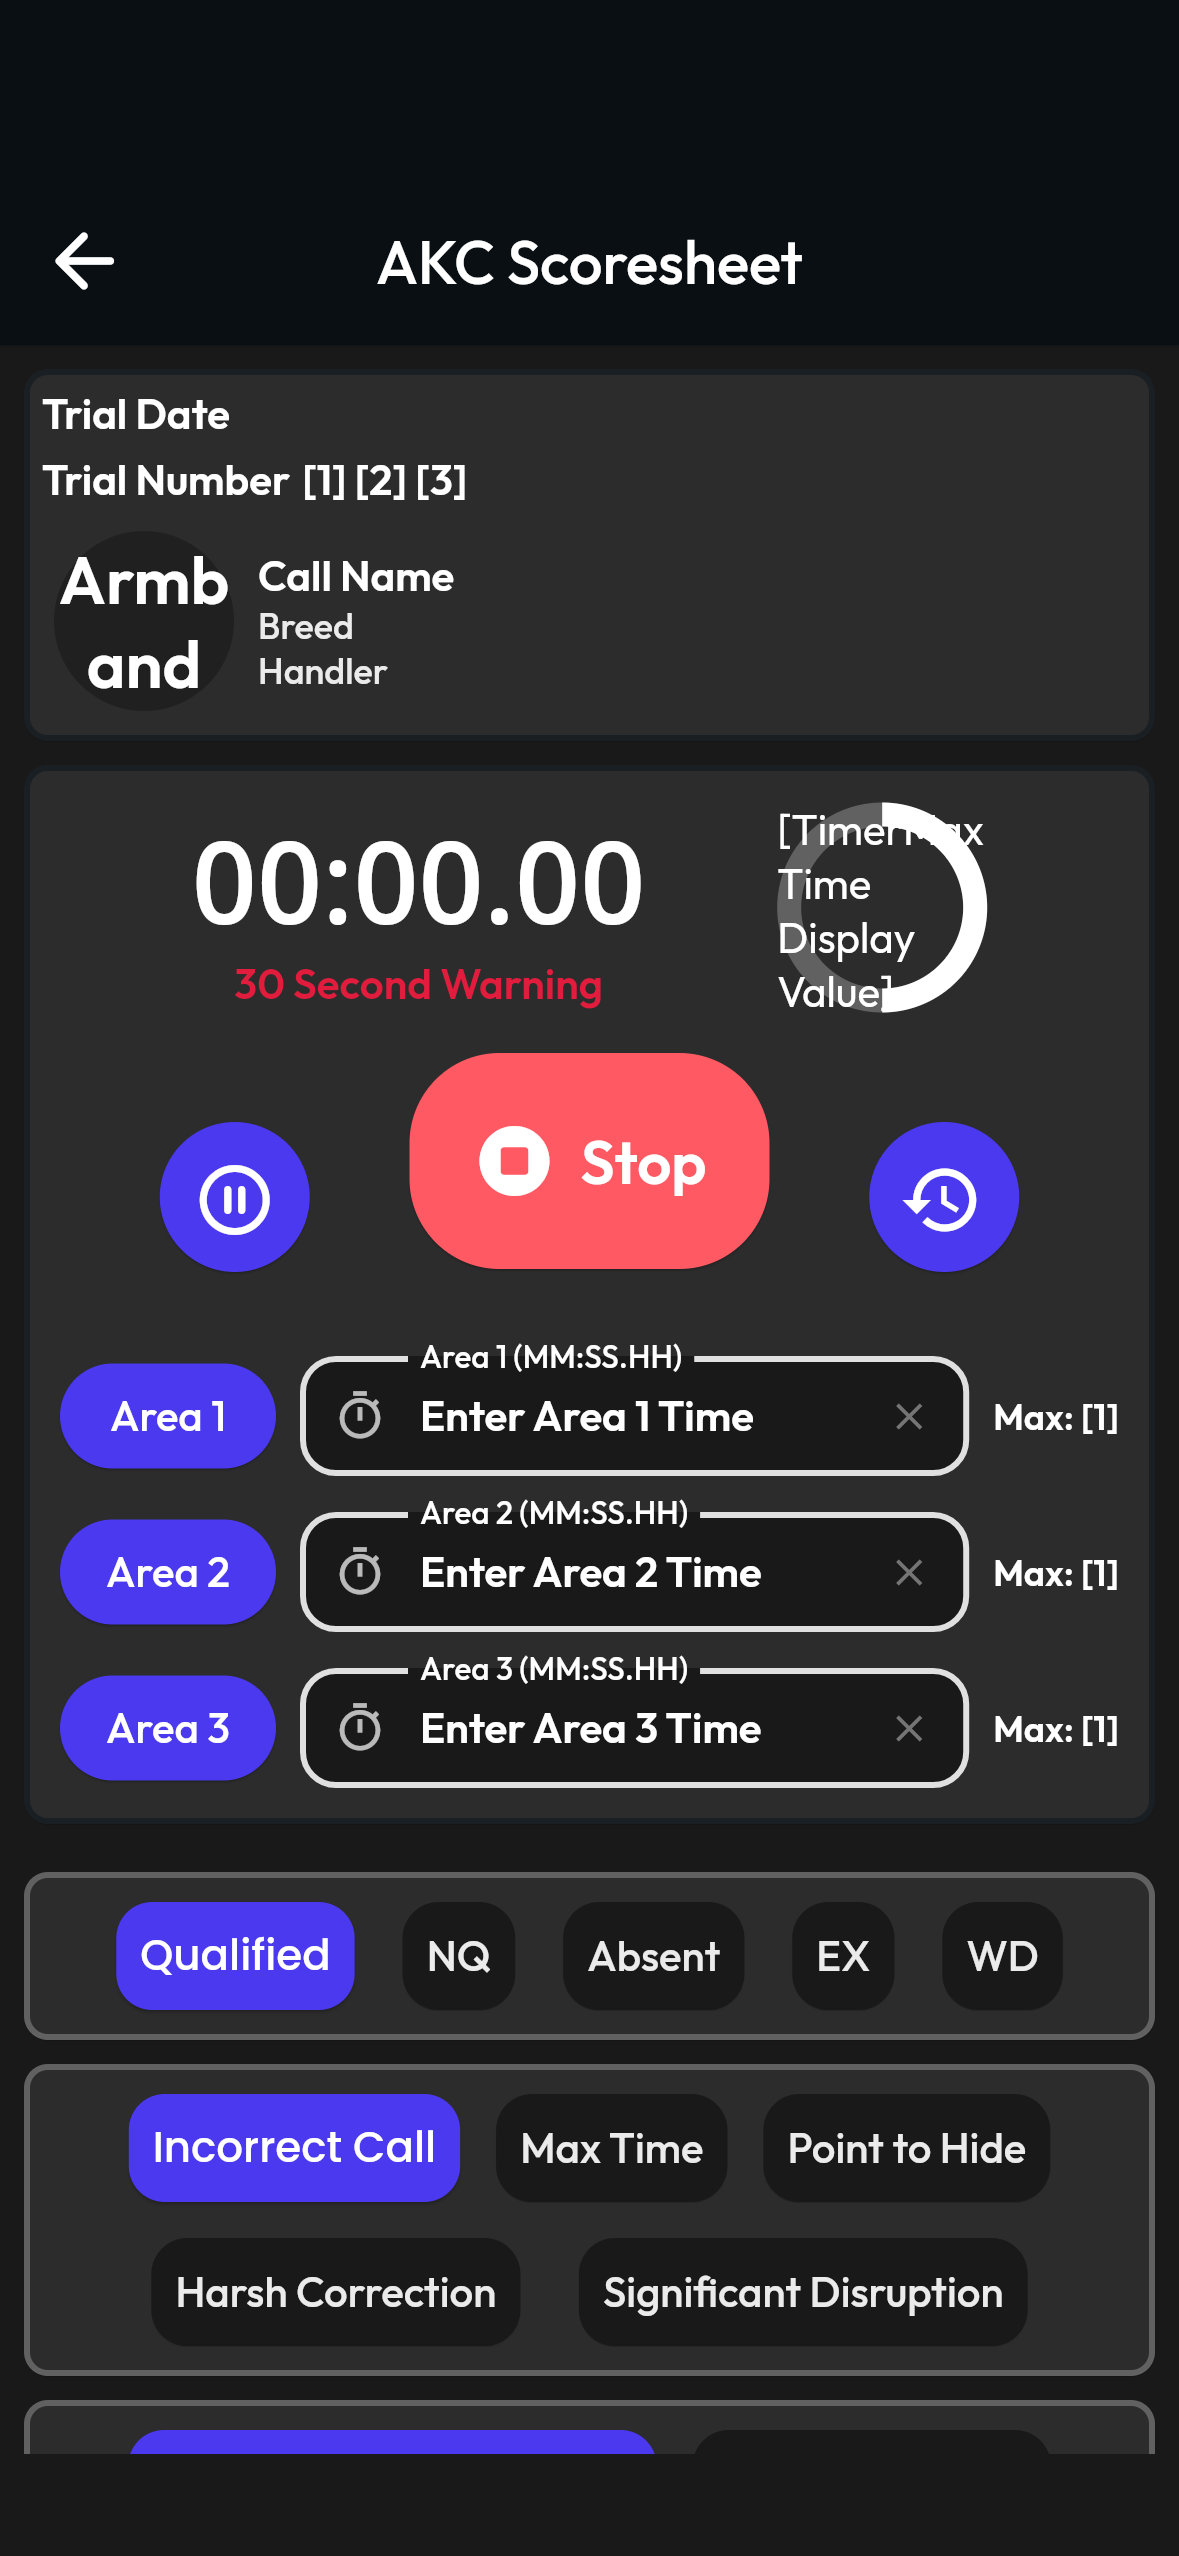 AKC Scoresheet
Trial Date
Trial Number [1] [2] [3]
Armb
and
Call Name
Breed
Handler
00:00.00
30 Second Warning
[TimerMax
Time
Display
Value]
Stop
Area 1
Area 1 (MM:SS.HH)
Enter Area 1 Time
Max: [1]
Area 2
Area 2 (MM:SS.HH)
Enter Area 2 Time
Max: [1]
Area 3
Area 3 (MM:SS.HH)
Enter Area 3 Time
Max: [1]
Qualified NQ Absent EX WD
Incorrect Call Max Time Point to Hide
Harsh Correction Significant Disruption